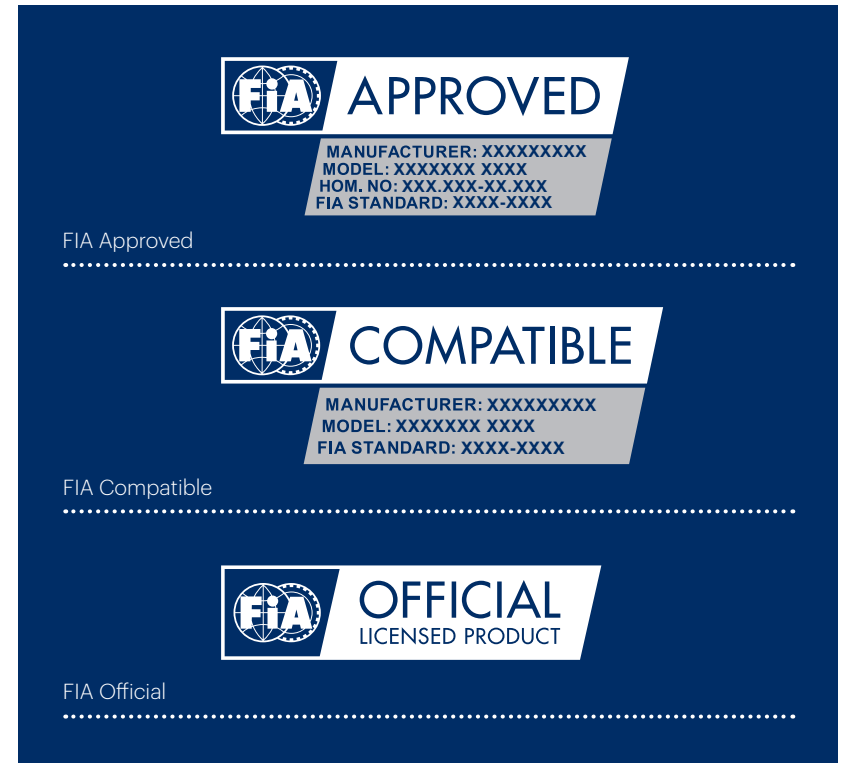 FiA APPROVED
MANUFACTURER: XXXXXXXXX
MODEL: XXXXXXX XXXX
HOM. NO: XXX.XXX-XX.XXX
FIA STANDARD: XXXX-XXXX
FIA Approved
FiA COMPATIBLE
MANUFACTURER: XXXXXXXXX
MODEL: XXXXXXX XXXX
FIA STANDARD: XXXX-XXXX
FIA Compatible
FiA OFFICIAL
LICENSED PRODUCT
FIA Official